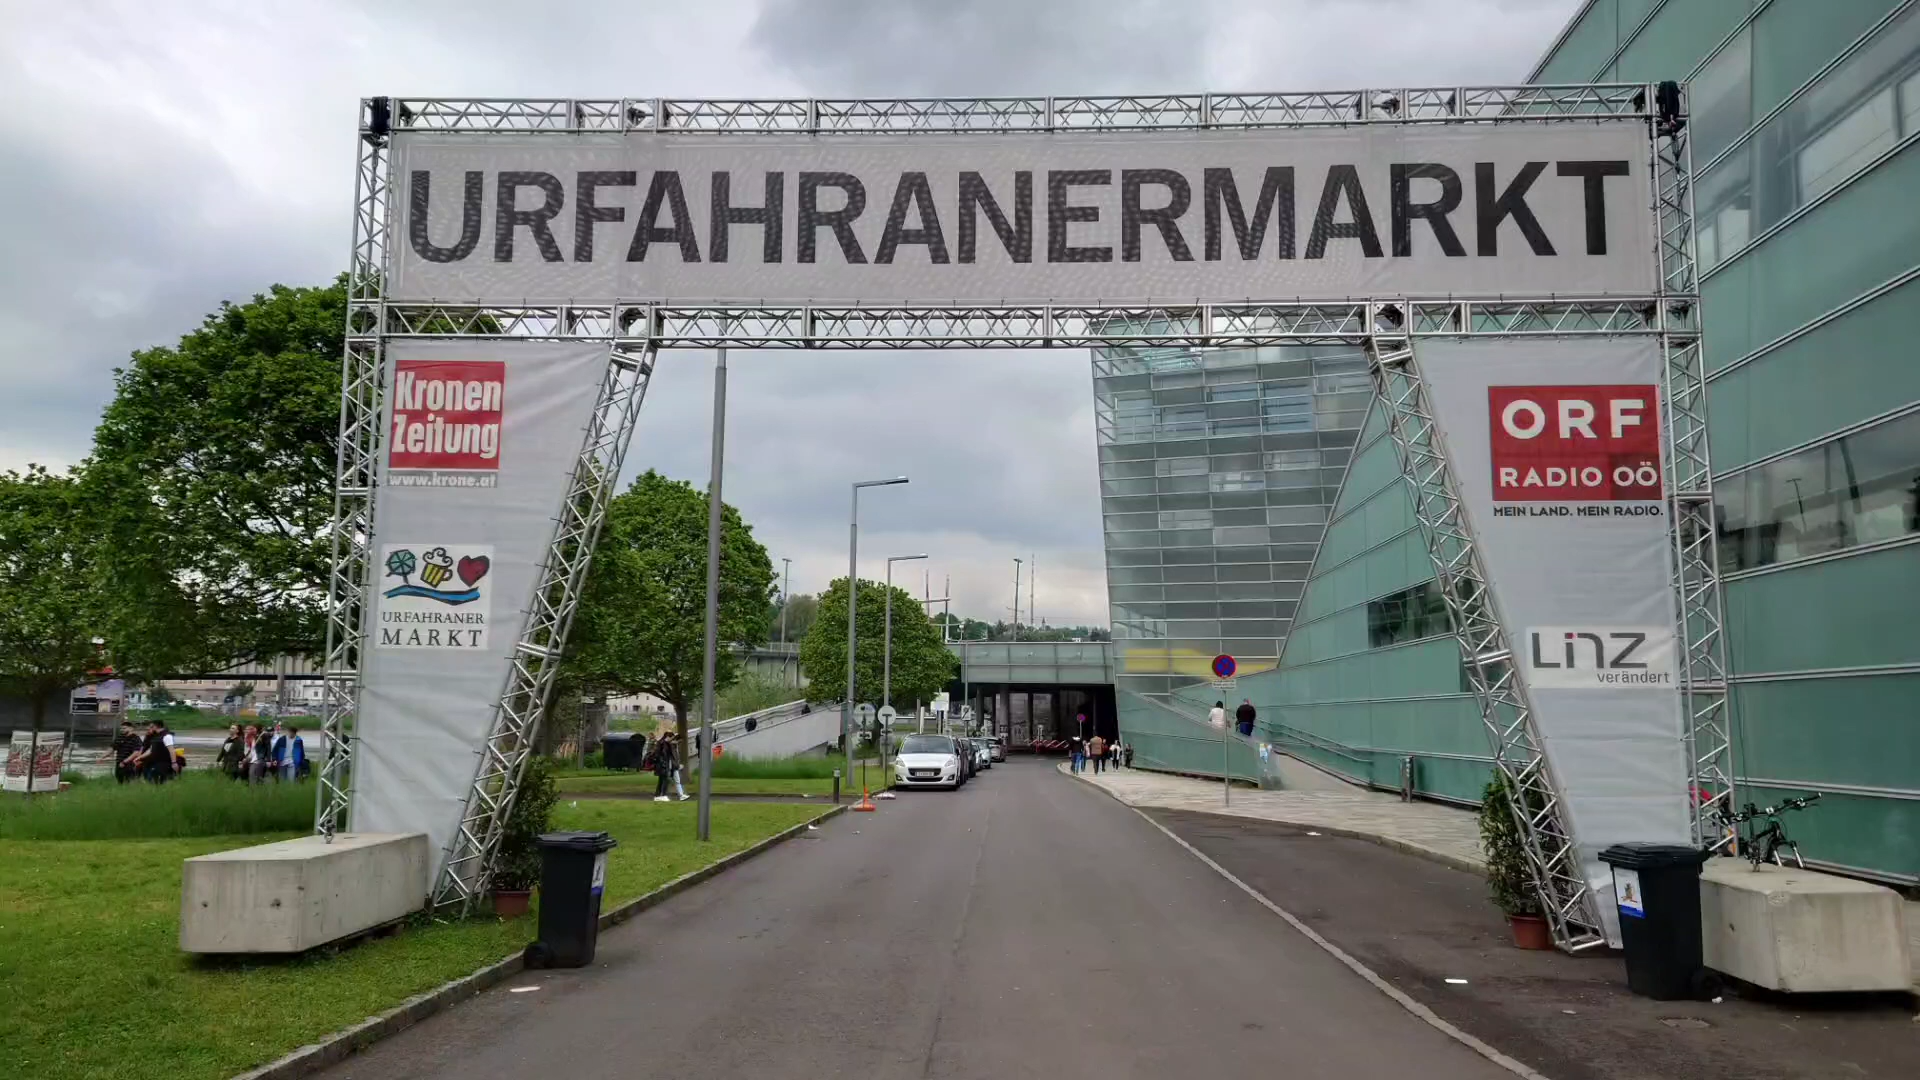 URFAHRANERMARKT
Kronen
Zeitung
www.krone.at
URFAHRANER
MARKT
ORF
RADIO OÖ
MEIN LAND. MEIN RADIO.
Linz
verändert